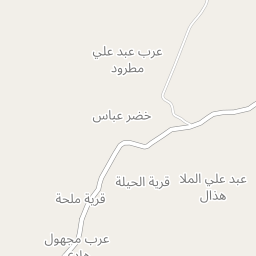 عرب عبد علي
مطرود
خضر عباس
عبد علي الملا
هذال
قرية الحيلة
قرية ملحة
عرب مجهول